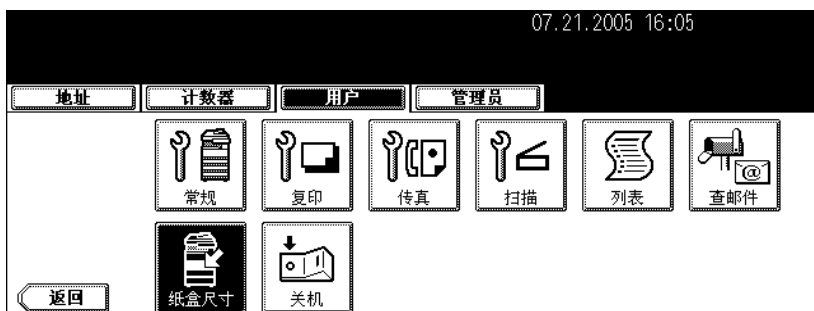 07.21.2005 16:05
地址 计数器 用户 管理员
常规 复印 传真 扫描 列表 查邮件
@
纸盒尺寸 关机
返回